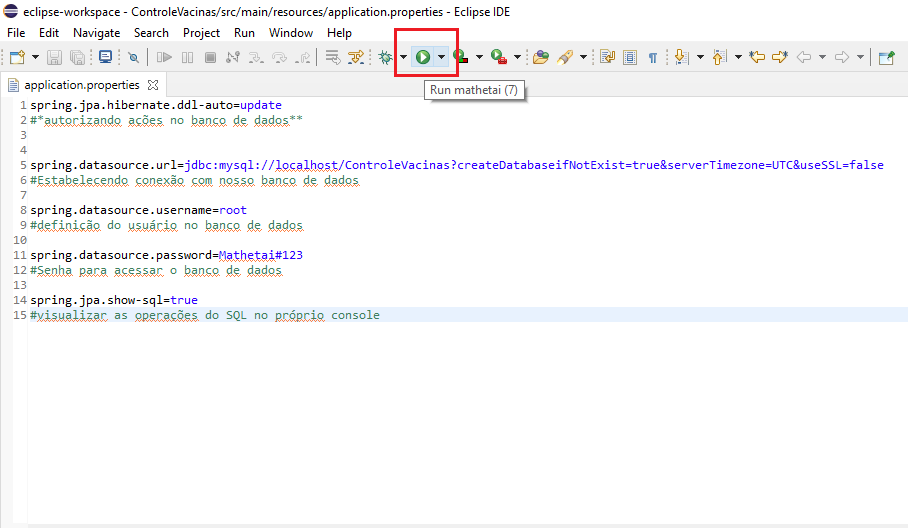 eclipse-workspace - ControleVacinas/src/main/resources/application.properties - Eclipse IDE
File Edit Navigate Search Project Run Window Help
Run mathetai (7)
application.properties
1 spring.jpa.hibernate.ddl-auto=update
2 #*autorizando ações no banco de dados**
3
4
5 spring.datasource.url=jdbc:mysql://localhost/ControleVacinas?createDatabaseifNotExist=true&serverTimezone=UTC&useSSL=false
6 #Estabelecendo conexão com nosso banco de dados
7
8 spring.datasource.username=root
9 #definição do usuário no banco de dados
10
11 spring.datasource.password=Mathetai#123
12 #Senha para acessar o banco de dados
13
14 spring.jpa.show-sql=true
15 #visualizar as operações do SQL no próprio console